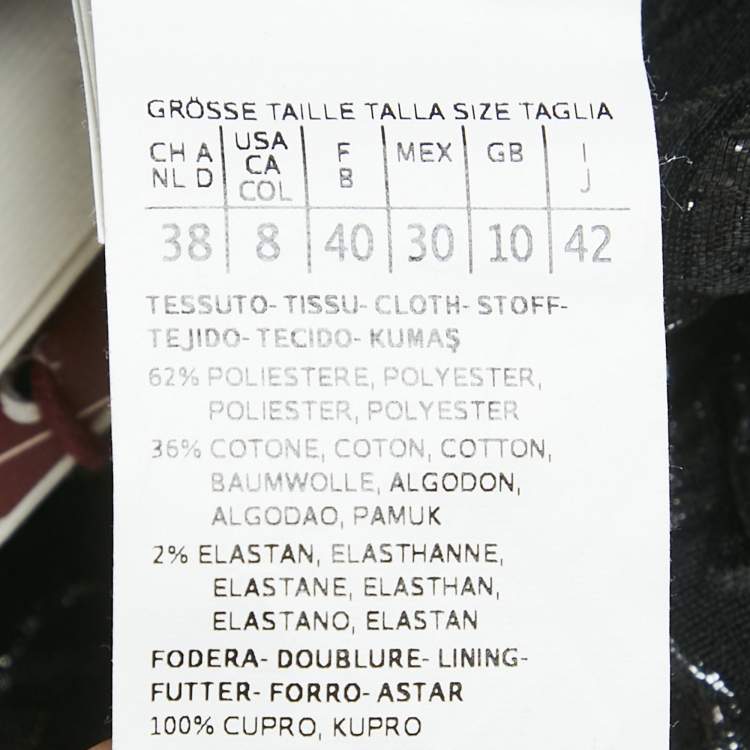 GRÖSSE TAILLE TALLA SIZE TAGLIA
CH A NL D | USA CA COL | F B | MEX | GB | I J
38 | 8 | 40 | 30 | 10 | 42
TESSUTO- TISSU- CLOTH- STOFF-
TEJIDO- TECIDO- KUMAŞ
62% POLIESTERE, POLYESTER,
POLIESTER, POLYESTER
36% COTONE, COTON, COTTON,
BAUMWOLLE, ALGODON,
ALGODAO, PAMUK
2% ELASTAN, ELASTHANNE,
ELASTANE, ELASTHAN,
ELASTANO, ELASTAN
FODERA- DOUBLURE- LINING-
FUTTER- FORRO- ASTAR
100% CUPRO, KUPRO